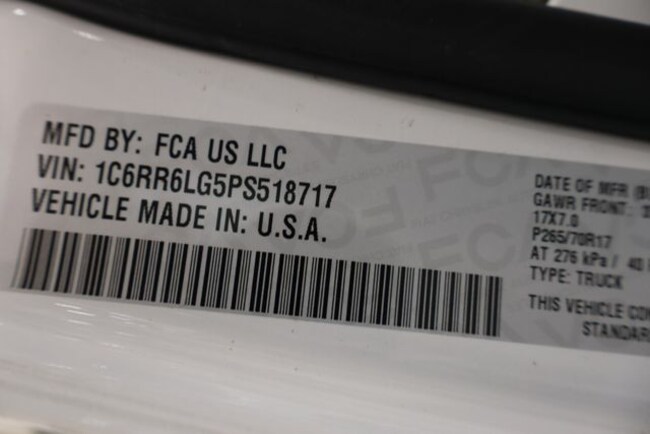 MFD BY: FCA US LLC
VIN: 1C6RR6LG5PS518717
VEHICLE MADE IN: U.S.A.
DATE OF MFR
GAWR FRONT:
17X7.0
P265/70R17
AT 276 kPa / 40
TYPE: TRUCK
THIS VEHICLE